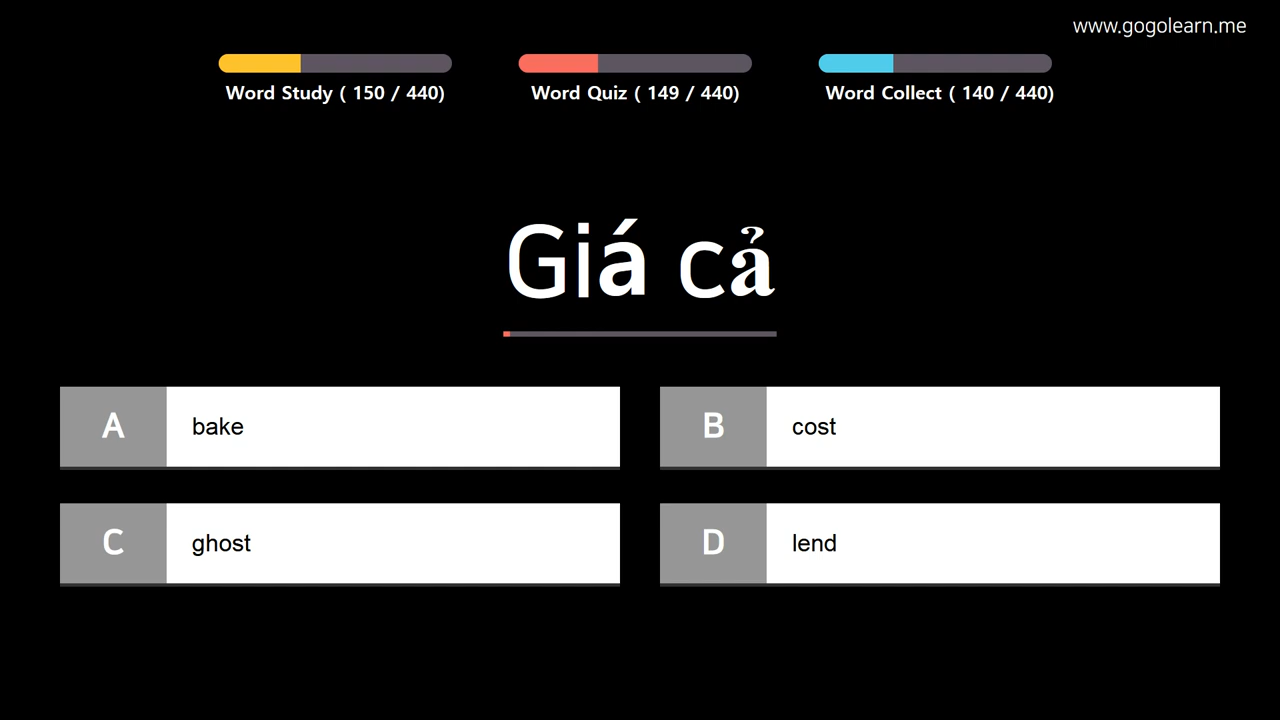 www.gogolearn.me
Word Study ( 150 / 440)
Word Quiz ( 149 / 440)
Word Collect ( 140 / 440)
Giá cả
A bake
B cost
C ghost
D lend